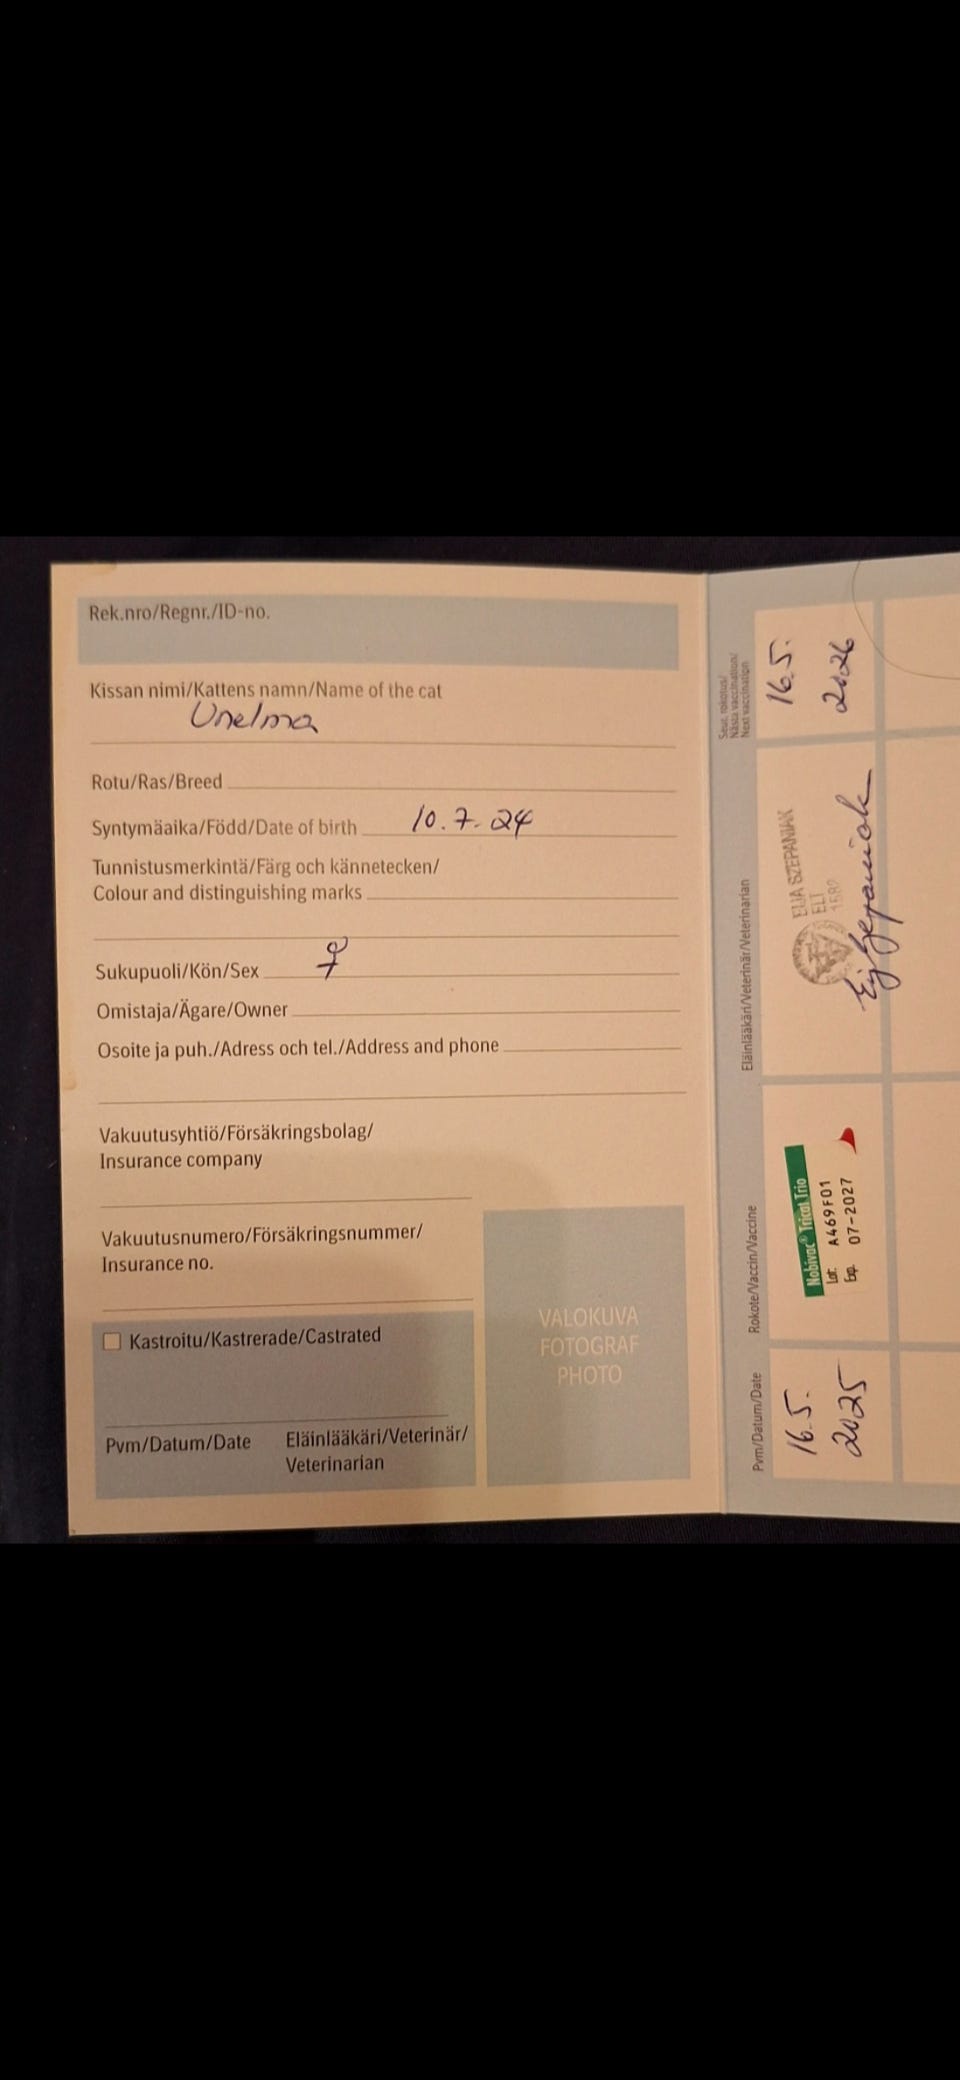 Rek.nro/Regnr./ID-no.
Kissan nimi/Kattens namn/Name of the cat
Unelma
Rotu/Ras/Breed
Syntymäaika/Född/Date of birth 10.7.24
Tunnistusmerkintä/Färg och kännetecken/
Colour and distinguishing marks
Sukupuoli/Kön/Sex ♀
Omistaja/Ägare/Owner
Osoite ja puh./Adress och tel./Address and phone
Vakuutusyhtiö/Försäkringsbolag/
Insurance company
Vakuutusnumero/Försäkringsnummer/
Insurance no.
Kastroitu/Kastrerade/Castrated
Pvm/Datum/Date
Eläinlääkäri/Veterinär/
Veterinarian
VALOKUVA
FOTOGRAF
PHOTO
Pvm/Datum/Date
16.5.
2025
Rokote/Vaccin/Vaccine
Nobivac® Tricat Trio
Lot: A469F01
Exp. 07-2027
Eläinlääkäri/Veterinär/Veterinarian
EIJA SZEPANIAK
ELL
1582
Seur. rokotus/
Nästa vaccination/
Next vaccination
16.5.
2026